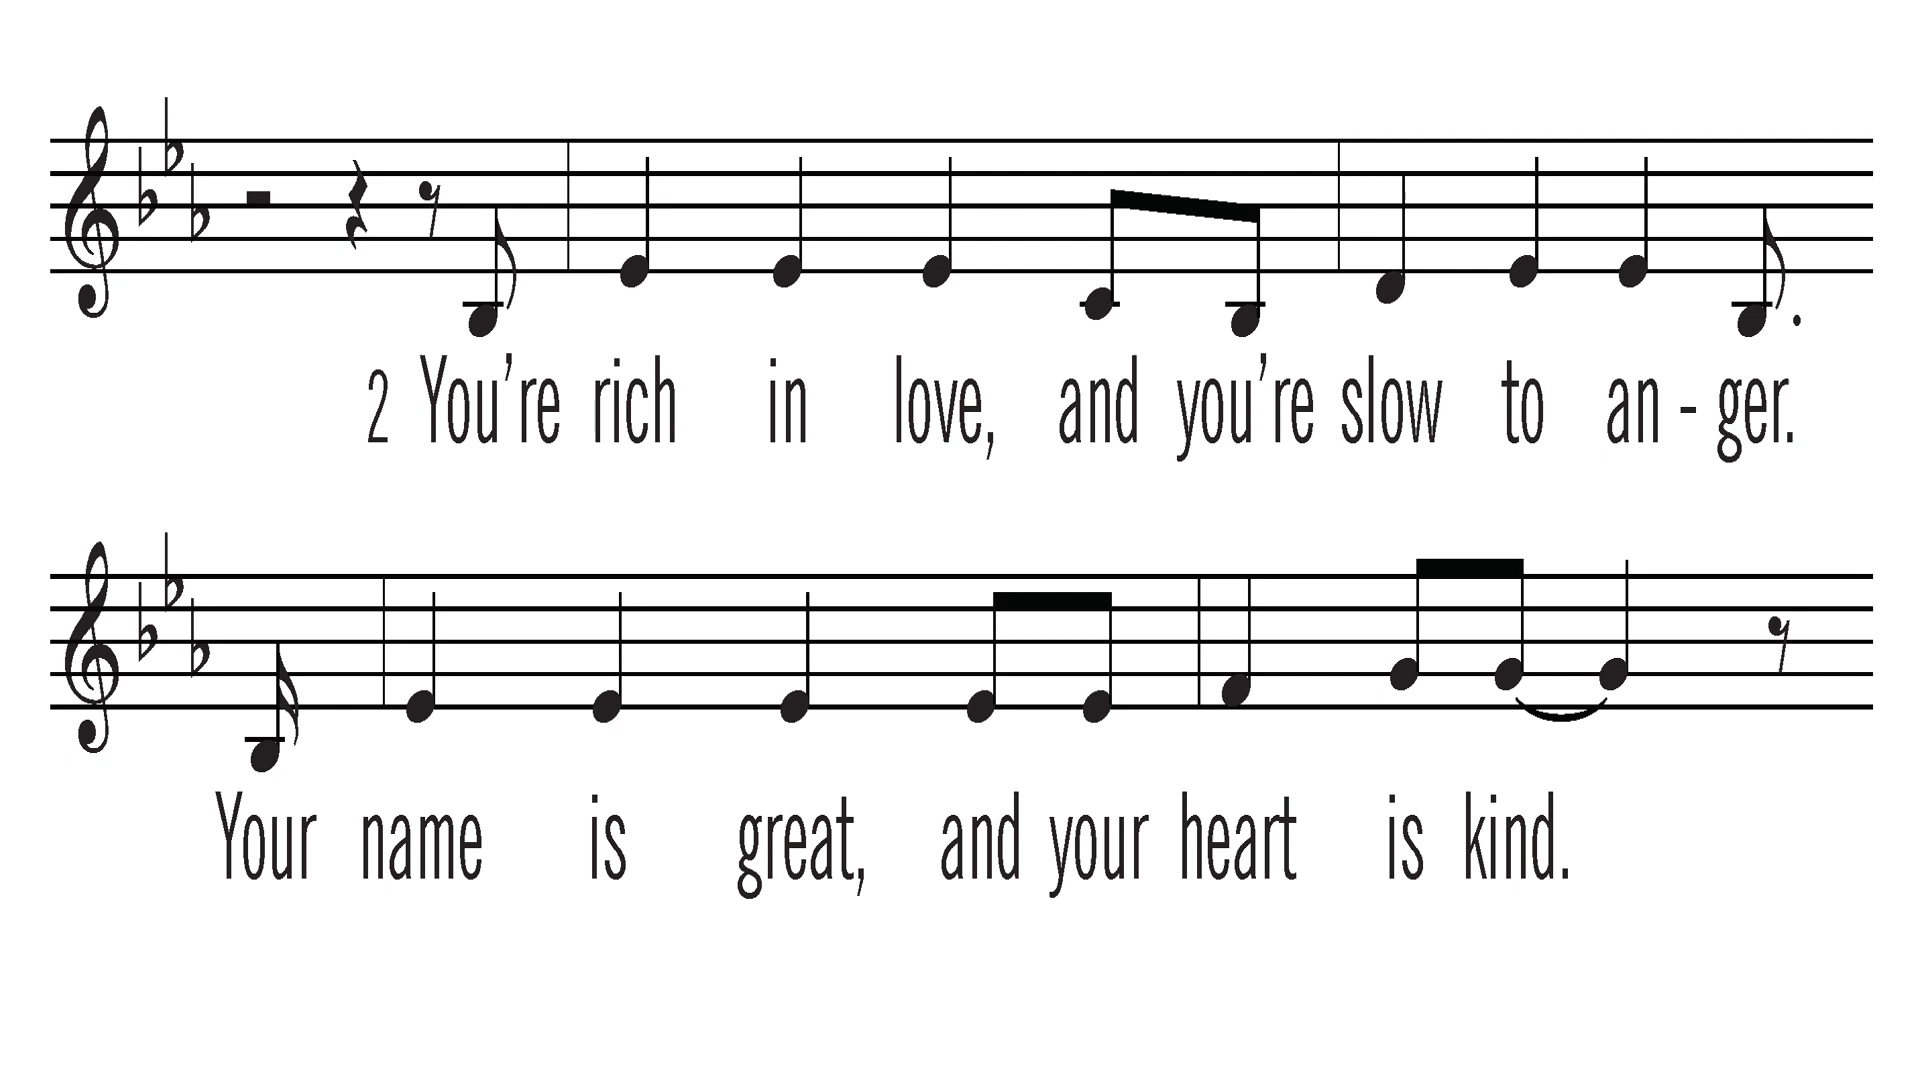 2 You're rich in love, and you're slow to an - ger.
Your name is great, and your heart is kind.